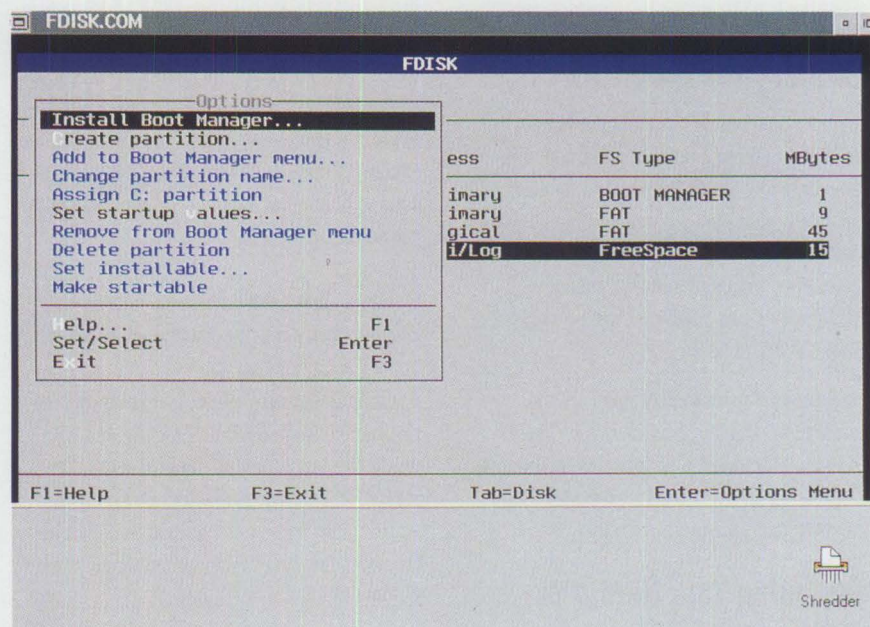 FDISK.COM
FDISK
Options
Install Boot Manager...
reate partition...
Add to Boot Manager menu...
Change partition name...
Assign C: partition
Set startup values...
Remove from Boot Manager menu
Delete partition
Set installable...
Make startable
elp... F1
Set/Select Enter
Exit F3
ess FS Type MBytes
imary BOOT MANAGER 1
imary FAT 9
gical FAT 45
i/Log FreeSpace 15
F1=Help F3=Exit Tab=Disk Enter=Options Menu
Shredder